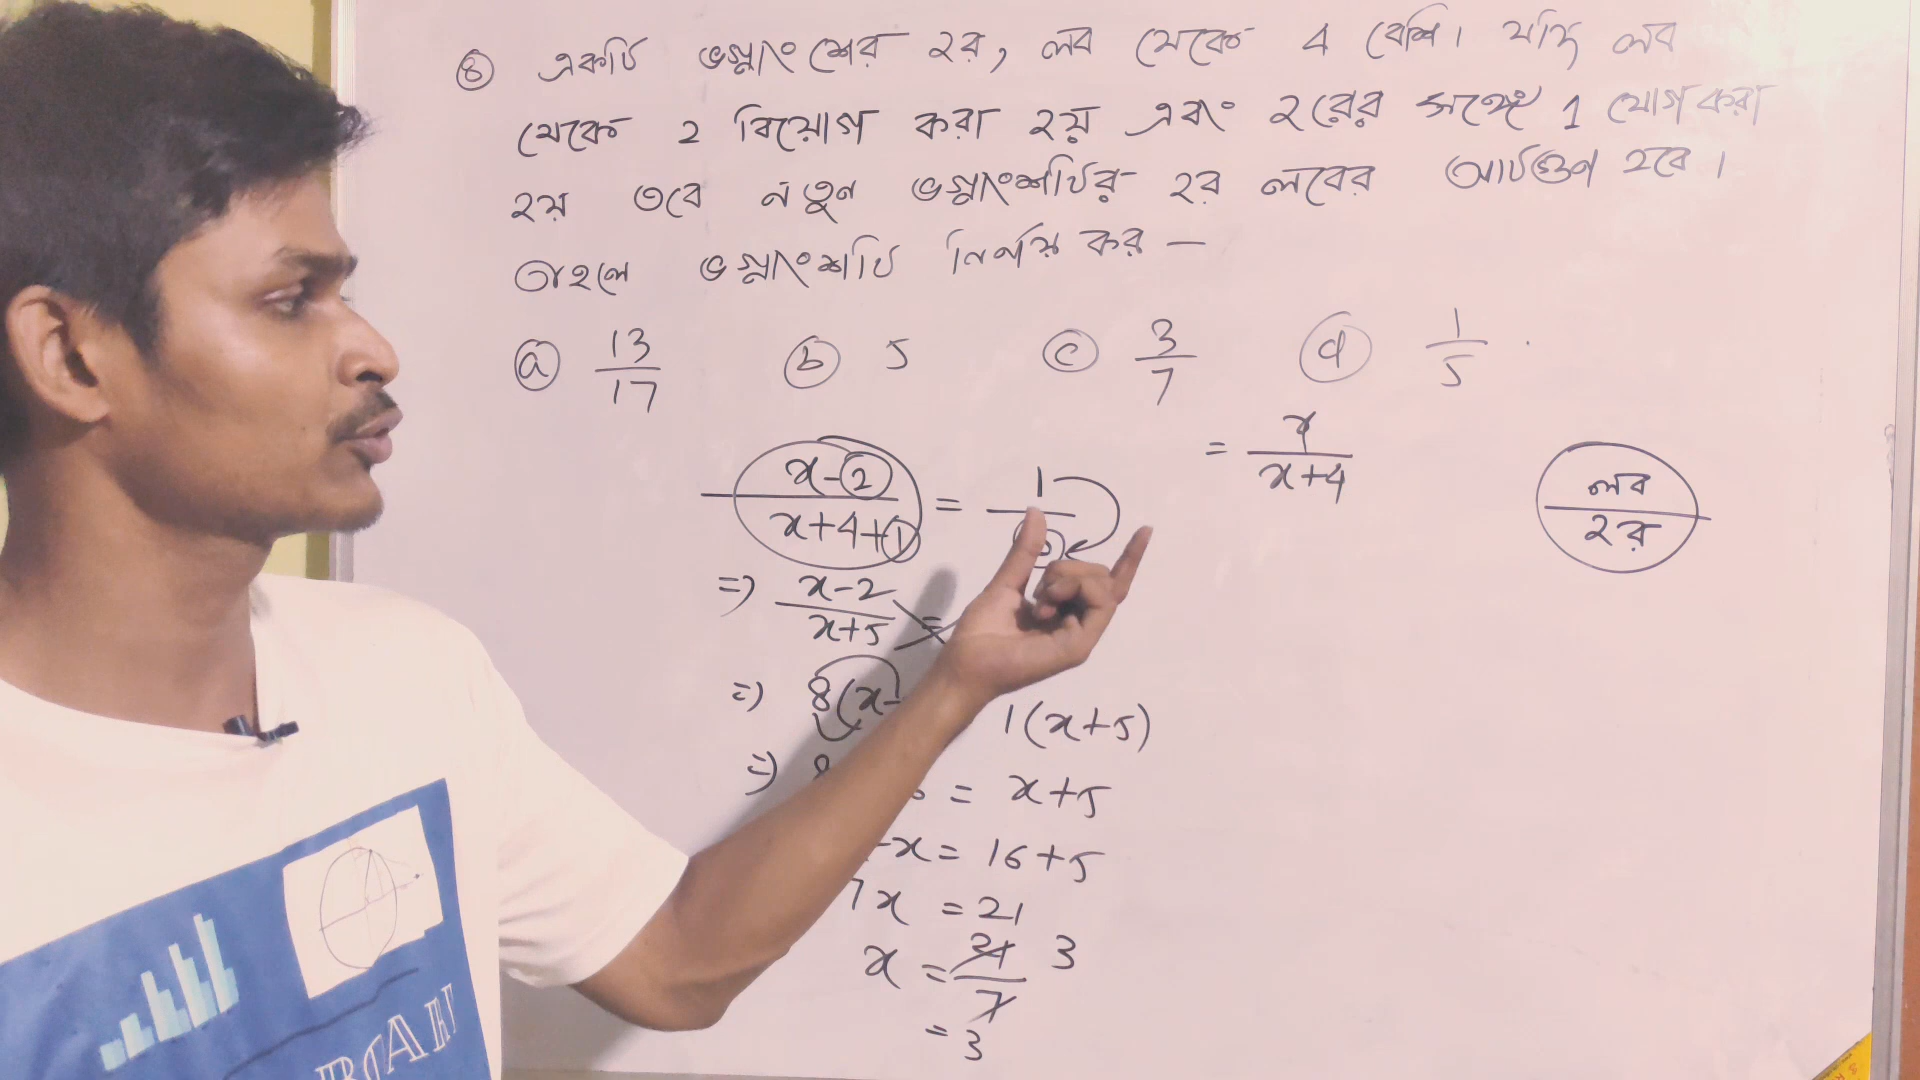 ৪ একটি ভগ্নাংশের হর, লব থেকে 4 বেশি। যদি লব
থেকে 2 বিয়োগ করা হয় এবং হরের সঙ্গে 1 যোগ করা
হয় তবে নতুন ভগ্নাংশটির হর লবের আটগুণ হবে।
তাহলে ভগ্নাংশটি নির্ণয় কর —
ⓐ 13/17 ⓑ 5 ⓒ 3/7 ⓓ 1/5
= x/(x+4)
লব
হর
(x-2)/(x+4+1) = 1/
=> (x-2)/(x+5) =
=> 8(x- 1(x+5)
=> 8 = x+5
-x = 16+5
7x = 21
x = 21/7 3
= 3